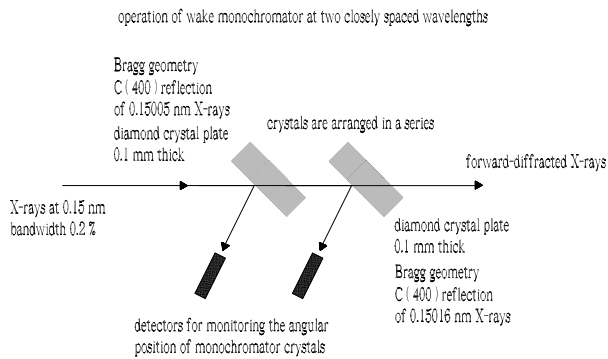 operation of wake monochromator at two closely spaced wavelengths
Bragg geometry
C ( 400 ) reflection
of 0.15005 nm X-rays
diamond crystal plate
0.1 mm thick
crystals are arranged in a series
forward-diffracted X-rays
X-rays at 0.15 nm
bandwidth 0.2 %
diamond crystal plate
0.1 mm thick
Bragg geometry
C ( 400 ) reflection
of 0.15016 nm X-rays
detectors for monitoring the angular
position of monochromator crystals